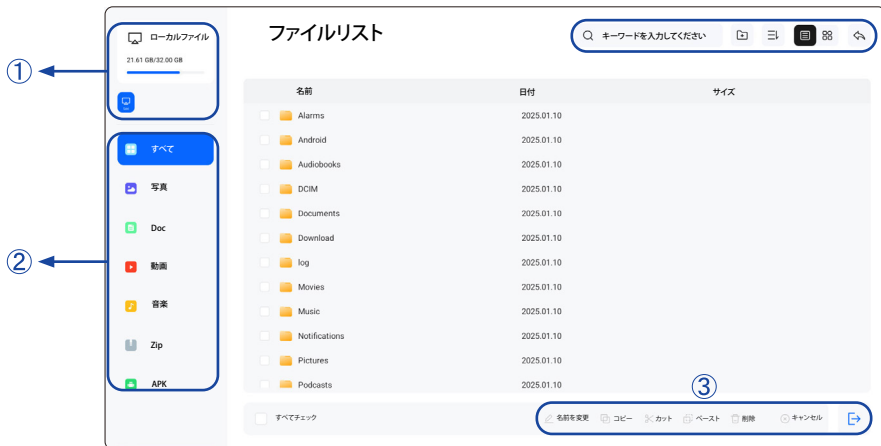 ローカルファイル
21.61 GB/32.00 GB
ファイルリスト
キーワードを入力してください
①
②
③
すべて
写真
Doc
動画
音楽
Zip
APK
名前 日付 サイズ
Alarms 2025.01.10
Android 2025.01.10
Audiobooks 2025.01.10
DCIM 2025.01.10
Documents 2025.01.10
Download 2025.01.10
log 2025.01.10
Movies 2025.01.10
Music 2025.01.10
Notifications 2025.01.10
Pictures 2025.01.10
Podcasts 2025.01.10
すべてチェック 名前を変更 コピー カット ペースト 削除 キャンセル